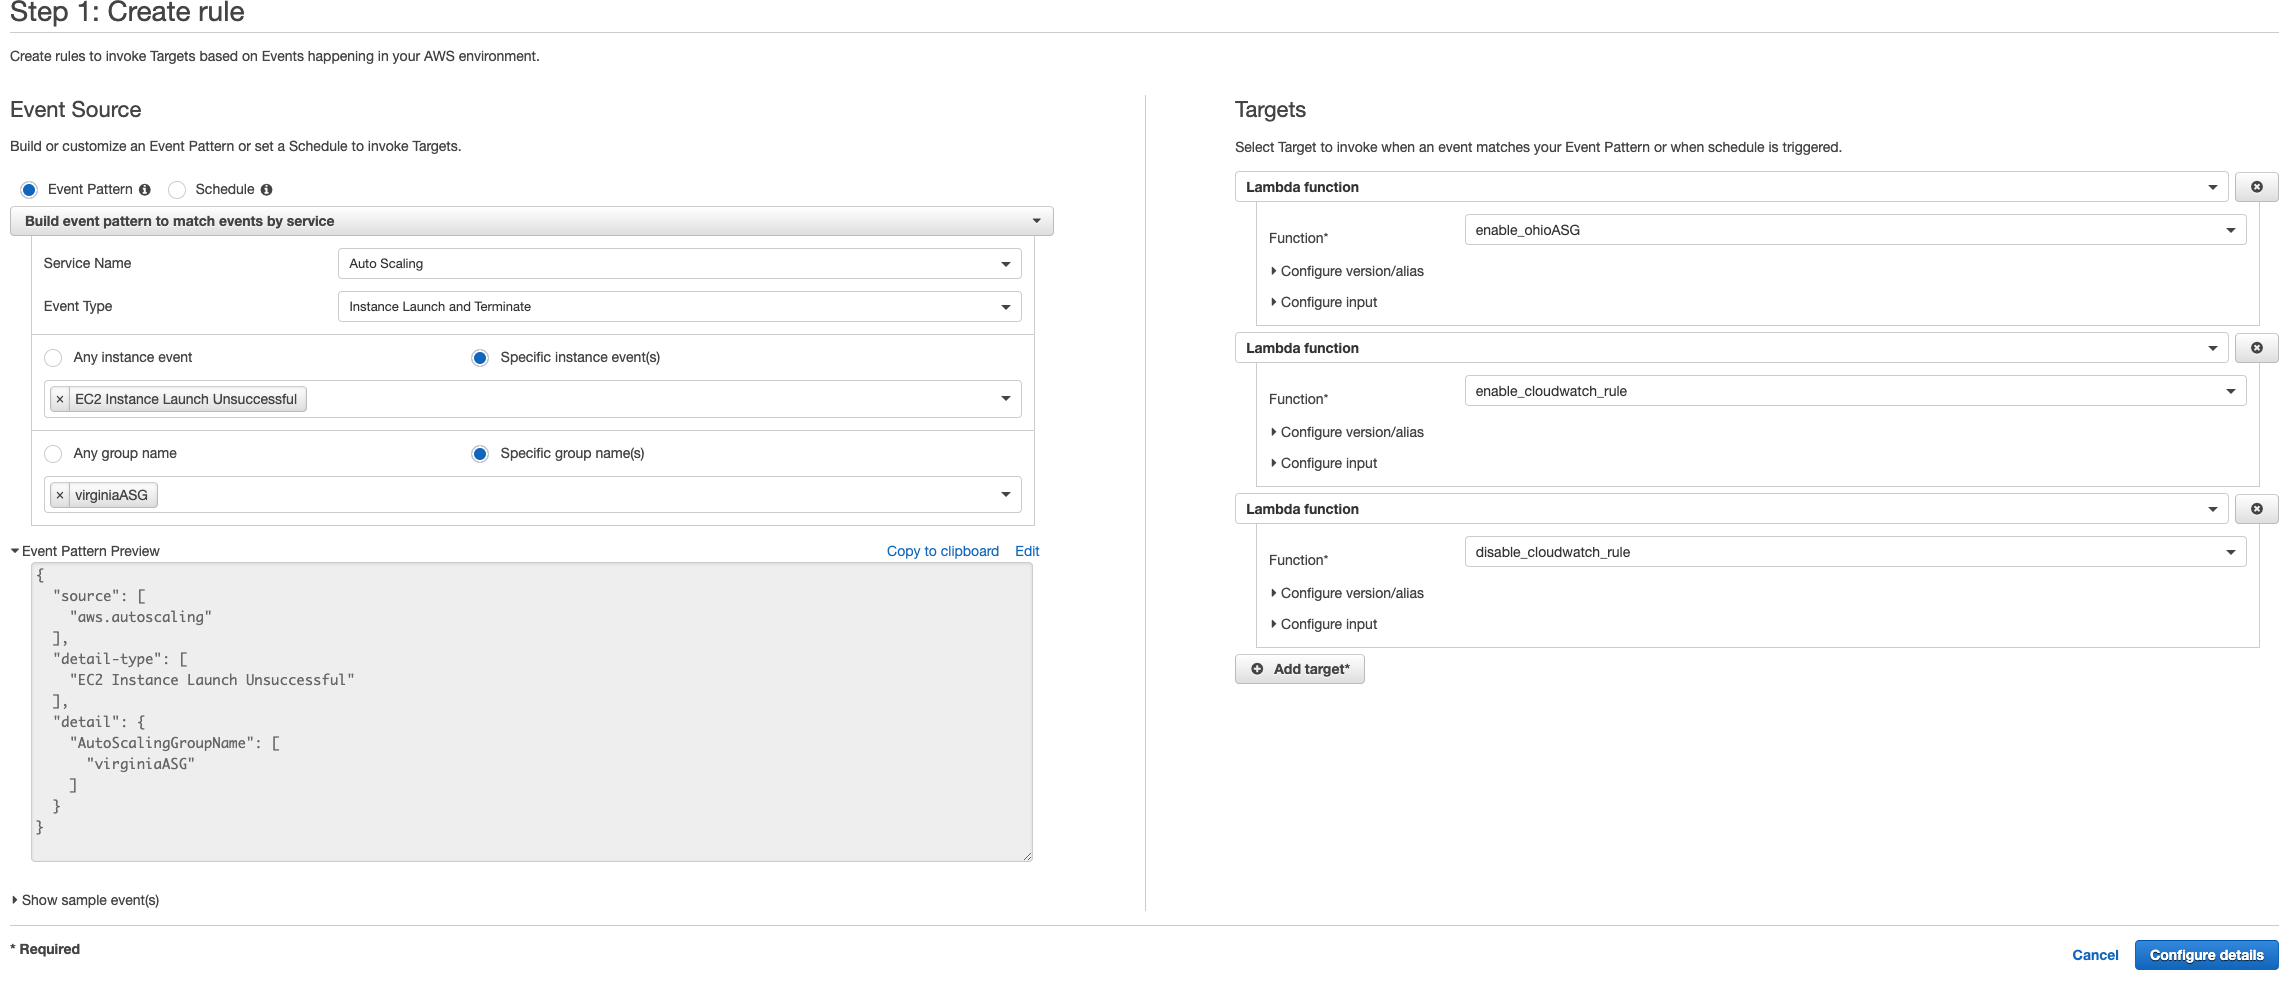 Step 1: Create rule
Create rules to invoke Targets based on Events happening in your AWS environment.
Event Source
Build or customize an Event Pattern or set a Schedule to invoke Targets.
Event Pattern Schedule
Build event pattern to match events by service
Service Name Auto Scaling
Event Type Instance Launch and Terminate
Any instance event Specific instance event(s)
× EC2 Instance Launch Unsuccessful
Any group name Specific group name(s)
× virginiaASG
Event Pattern Preview Copy to clipboard Edit
{
"source": [
"aws.autoscaling"
],
"detail-type": [
"EC2 Instance Launch Unsuccessful"
],
"detail": {
"AutoScalingGroupName": [
"virginiaASG"
]
}
}
Show sample event(s)
Targets
Select Target to invoke when an event matches your Event Pattern or when schedule is triggered.
Lambda function
Function* enable_ohioASG
Configure version/alias
Configure input
Lambda function
Function* enable_cloudwatch_rule
Configure version/alias
Configure input
Lambda function
Function* disable_cloudwatch_rule
Configure version/alias
Configure input
Add target*
* Required
Cancel Configure details